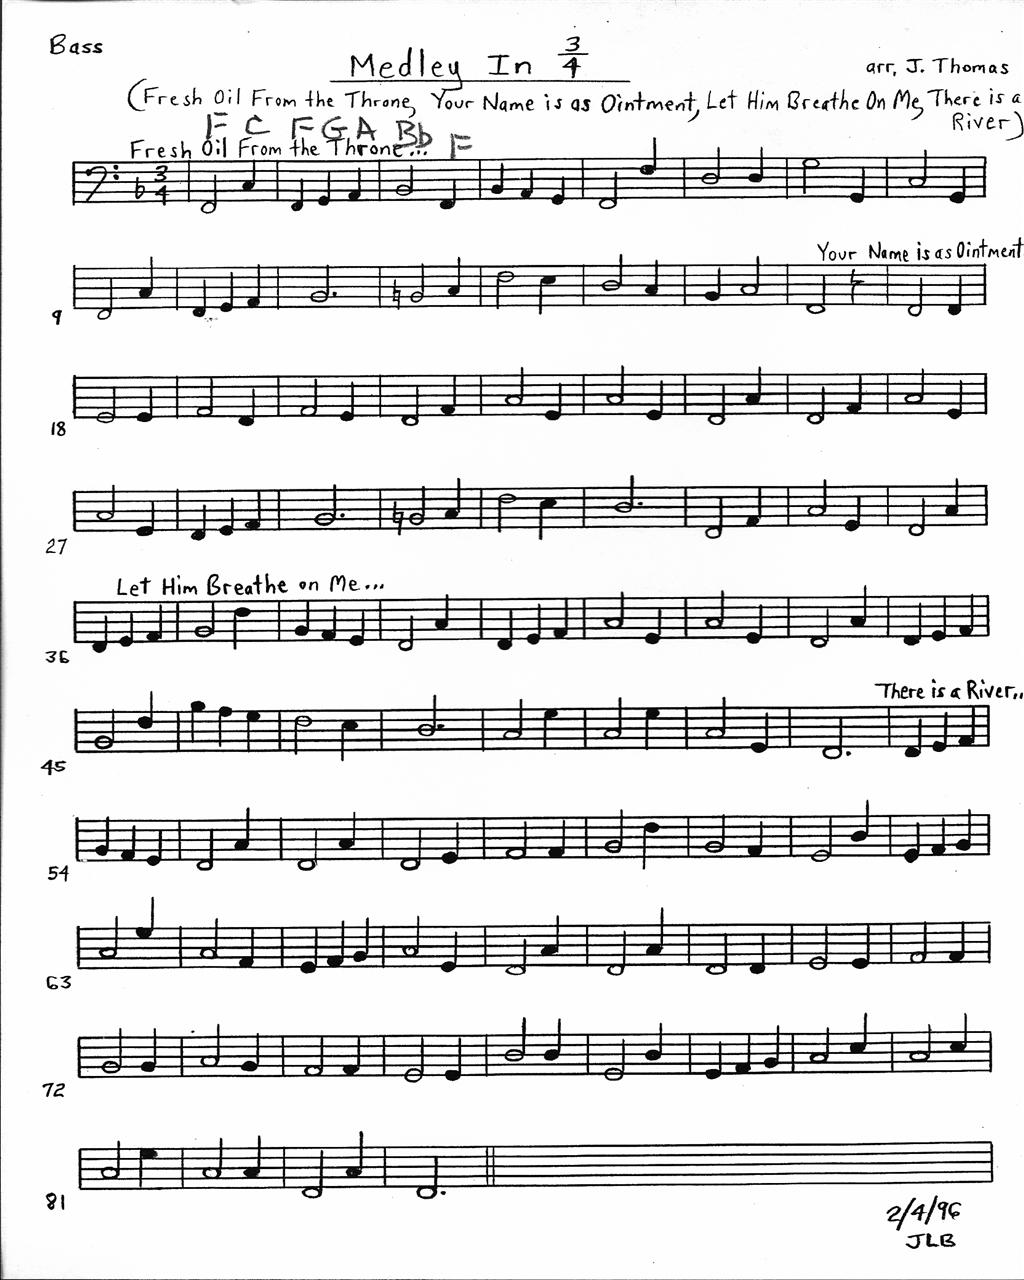 Bass
Medley In 3/4
arr. J. Thomas
(Fresh Oil From the Throne, Your Name is as Ointment, Let Him Breathe On Me, There is a
River)
F C F G A Bb F
Fresh Oil From the Throne...
3
4
Your Name is as Ointment
9
18
27
Let Him Breathe on Me...
36
There is a River..
45
54
63
72
81
2/4/96
JLB